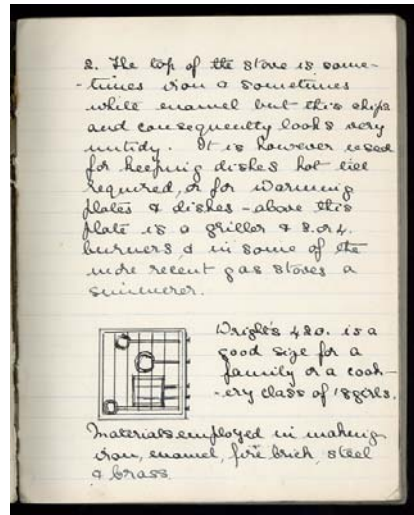 2. The top of the stove is some-
-times iron & sometimes
white enamel but this chips
and consequently looks very
untidy. It is however used
for keeping dishes hot till
required, or for warming
plates & dishes - above this
plate is a griller & 3. or 4.
burners & in some of the
more recent gas stoves a
simmerer.
Wright's 480. is a
good size for a
family or a cook-
-ery class of 18 girls.
Materials employed in making
iron, enamel, fire brick, steel
& brass.